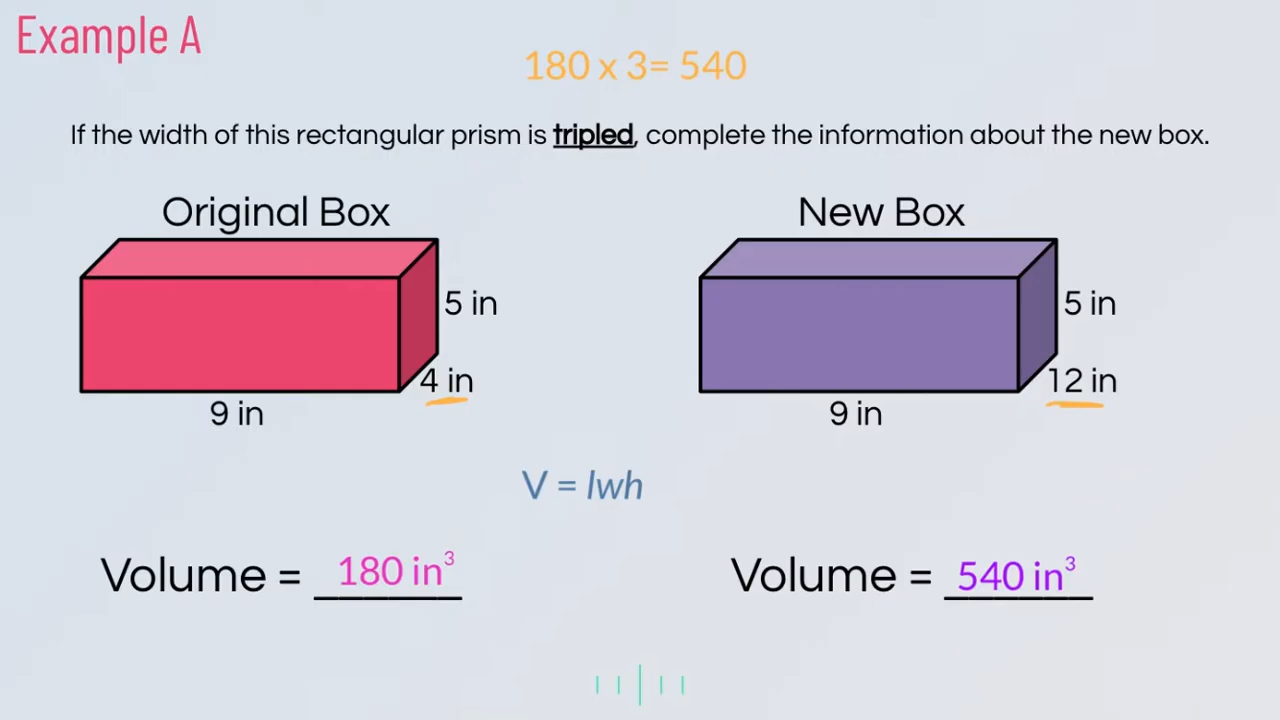 Example A
180 x 3= 540
If the width of this rectangular prism is tripled, complete the information about the new box.
Original Box
5 in
4 in
9 in
New Box
5 in
12 in
9 in
V = lwh
Volume = 180 in³
Volume = 540 in³